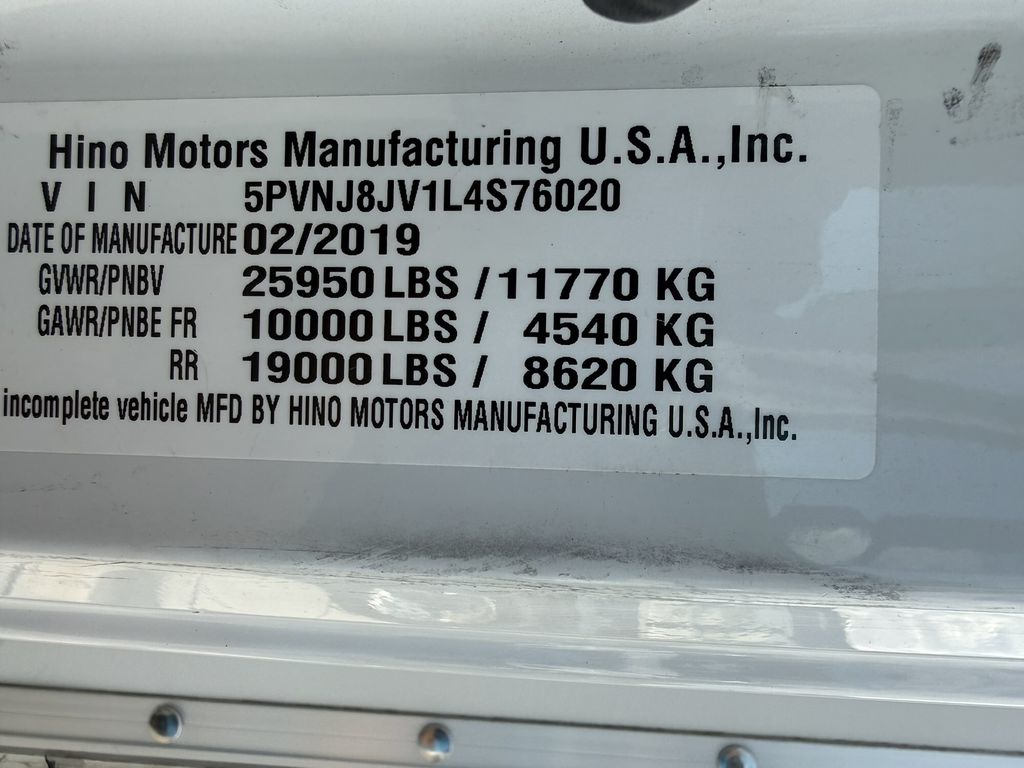 Hino Motors Manufacturing U.S.A.,Inc.
V I N 5PVNJ8JV1L4S76020
DATE OF MANUFACTURE 02/2019
GVWR/PNBV 25950 LBS / 11770 KG
GAWR/PNBE FR 10000 LBS / 4540 KG
RR 19000 LBS / 8620 KG
incomplete vehicle MFD BY HINO MOTORS MANUFACTURING U.S.A.,Inc.